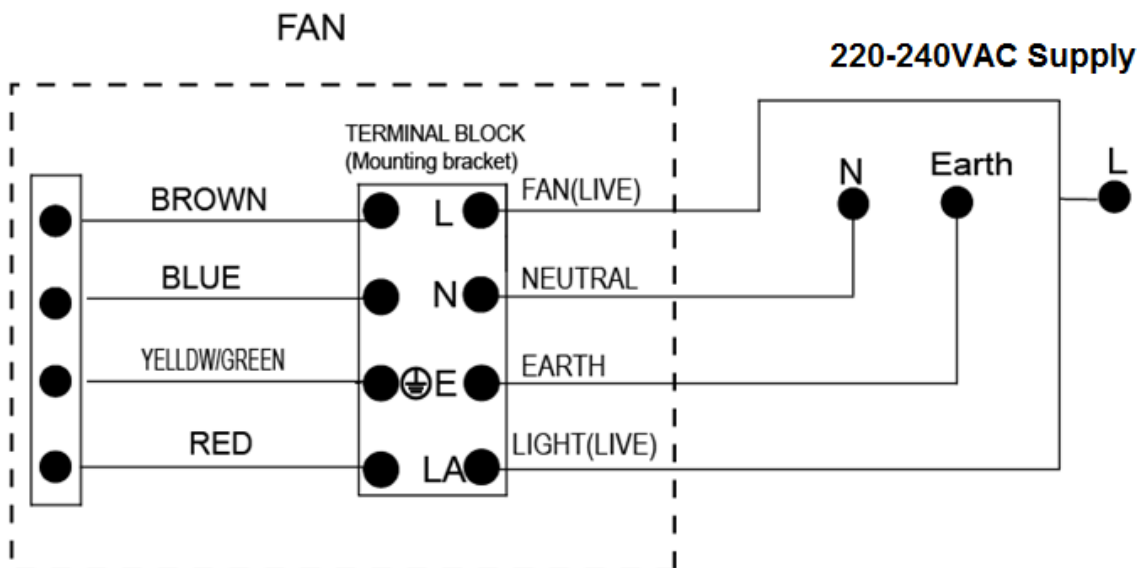 FAN
220-240VAC Supply
TERMINAL BLOCK
(Mounting bracket)
BROWN
L
FAN(LIVE)
N
Earth
L
BLUE
N
NEUTRAL
YELLDW/GREEN
E
EARTH
RED
LA
LIGHT(LIVE)